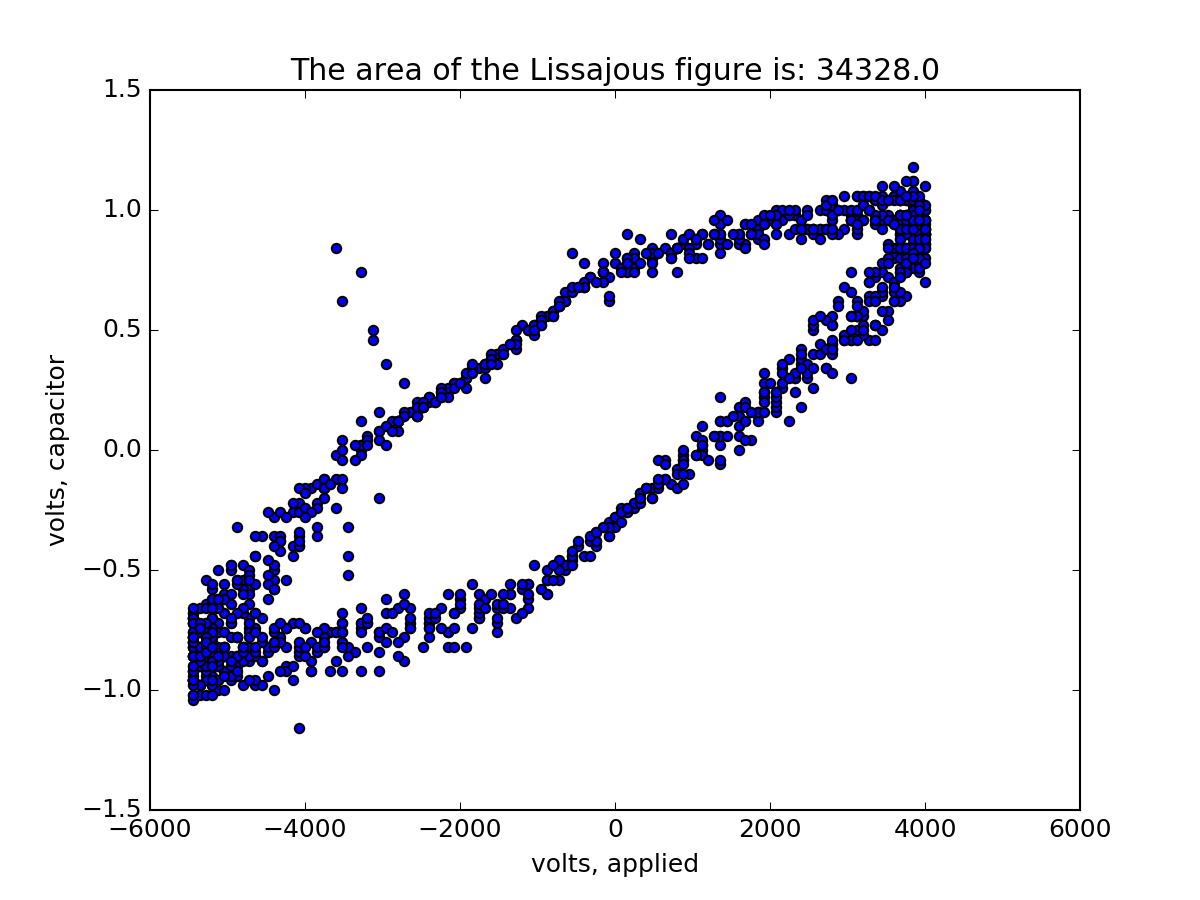 The area of the Lissajous figure is: 34328.0
1.5
1.0
0.5
0.0
−0.5
−1.0
−1.5
volts, capacitor
−6000 −4000 −2000 0 2000 4000 6000
volts, applied